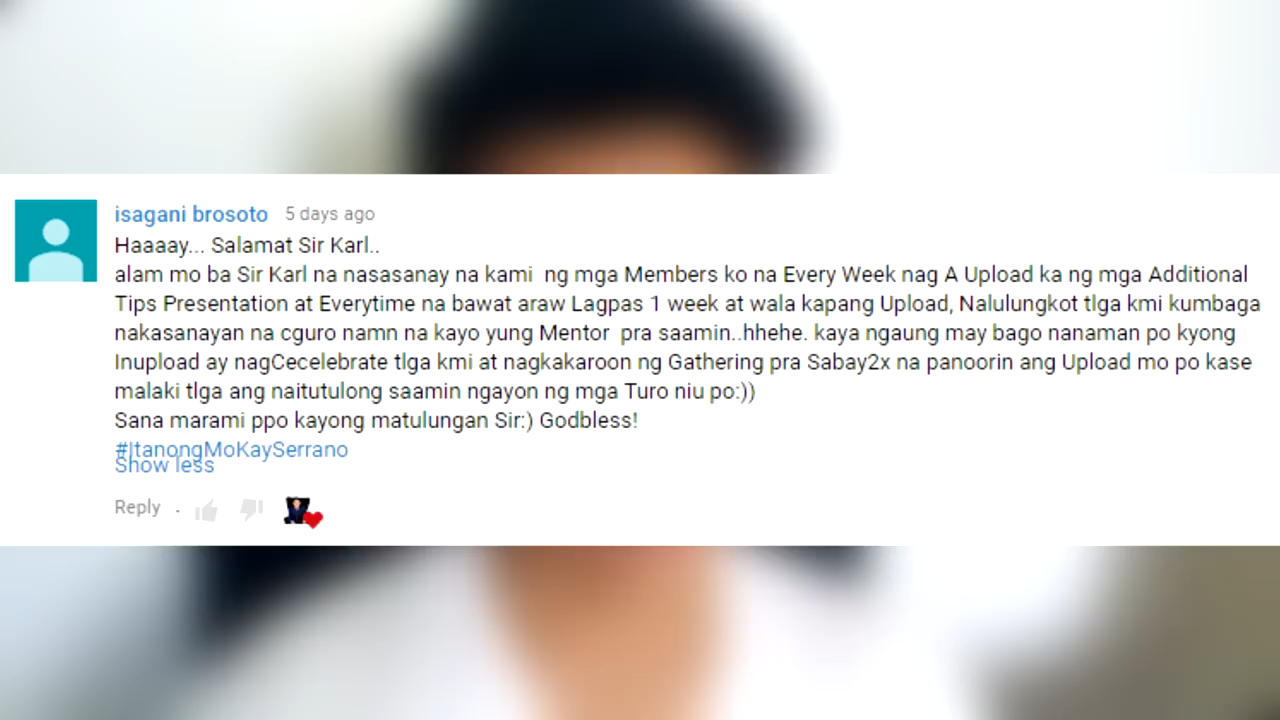 isagani brosoto 5 days ago
Haaaay... Salamat Sir Karl..
alam mo ba Sir Karl na nasasanay na kami ng mga Members ko na Every Week nag A Upload ka ng mga Additional
Tips Presentation at Everytime na bawat araw Lagpas 1 week at wala kapang Upload, Nalulungkot tlga kmi kumbaga
nakasanayan na cguro namn na kayo yung Mentor pra saamin..hhehe. kaya ngaung may bago nanaman po kyong
Inupload ay nagCecelebrate tlga kmi at nagkakaroon ng Gathering pra Sabay2x na panoorin ang Upload mo po kase
malaki tlga ang naitutulong saamin ngayon ng mga Turo niu po:))
Sana marami ppo kayong matulungan Sir:) Godbless!
#ItanongMoKaySerrano
Show less
Reply .